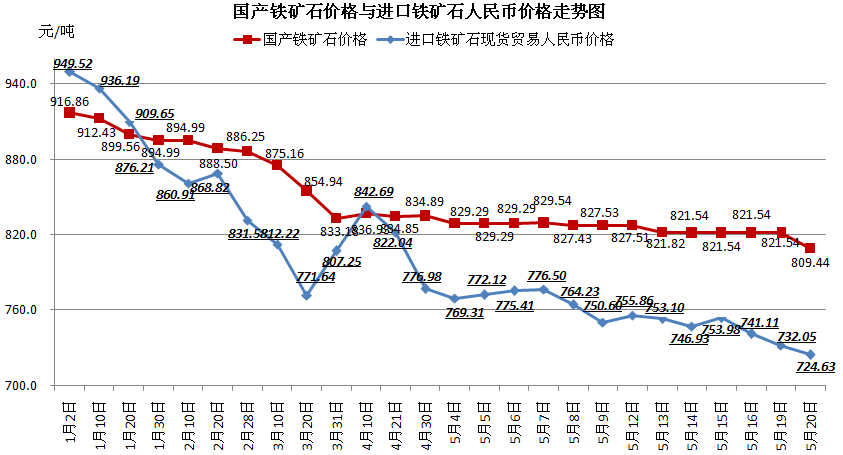 国产铁矿石价格与进口铁矿石人民币价格走势图
元/吨
国产铁矿石价格 进口铁矿石现货贸易人民币价格
940.0
880.0
820.0
760.0
700.0
916.86
912.43
899.56
894.99
894.99
888.50
886.25
875.16
854.94
833.18
836.93
834.85
834.89
829.29
829.29
829.29
829.54
827.43
827.53
827.51
821.82
821.54
821.54
821.54
821.54
809.44
949.52
936.19
909.65
876.21
860.91
868.82
831.58
812.22
771.64
807.25
842.69
822.04
776.98
769.31
772.12
775.41
776.50
764.23
750.60
755.86
753.10
746.93
753.98
741.11
732.05
724.63
1月2日
1月10日
1月20日
1月30日
2月10日
2月20日
2月28日
3月10日
3月20日
3月31日
4月10日
4月21日
4月30日
5月4日
5月5日
5月6日
5月7日
5月8日
5月9日
5月12日
5月13日
5月14日
5月15日
5月16日
5月19日
5月20日